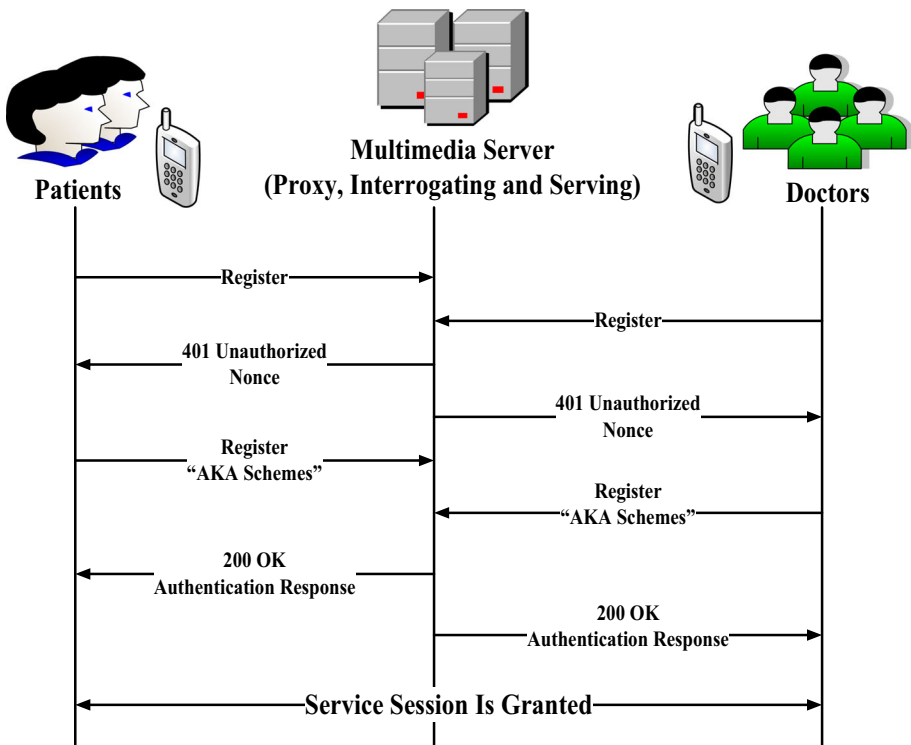 Patients
Multimedia Server
(Proxy, Interrogating and Serving)
Doctors
Register
Register
401 Unauthorized
Nonce
401 Unauthorized
Nonce
Register
“AKA Schemes”
Register
“AKA Schemes”
200 OK
Authentication Response
200 OK
Authentication Response
Service Session Is Granted